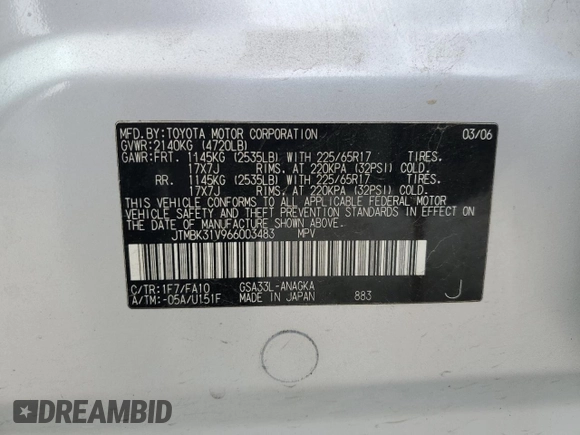 MFD.BY:TOYOTA MOTOR CORPORATION 03/06
GVWR:2140KG (4720LB)
GAWR:FRT. 1145KG (2535LB) WITH 225/65R17 TIRES.
17X7J RIMS. AT 220KPA (32PSI) COLD.
RR. 1145KG (2535LB) WITH 225/65R17 TIRES.
17X7J RIMS. AT 220KPA (32PSI) COLD.
THIS VEHICLE CONFORMS TO ALL APPLICABLE FEDERAL MOTOR
VEHICLE SAFETY AND THEFT PREVENTION STANDARDS IN EFFECT ON
THE DATE OF MANUFACTURE SHOWN ABOVE.
JTMBK31V966003483 MPV
C/TR:1F7/FA10 GSA33L-ANAGKA
A/TM:-05A/U151F MADE IN JAPAN 883 J
DREAMBID